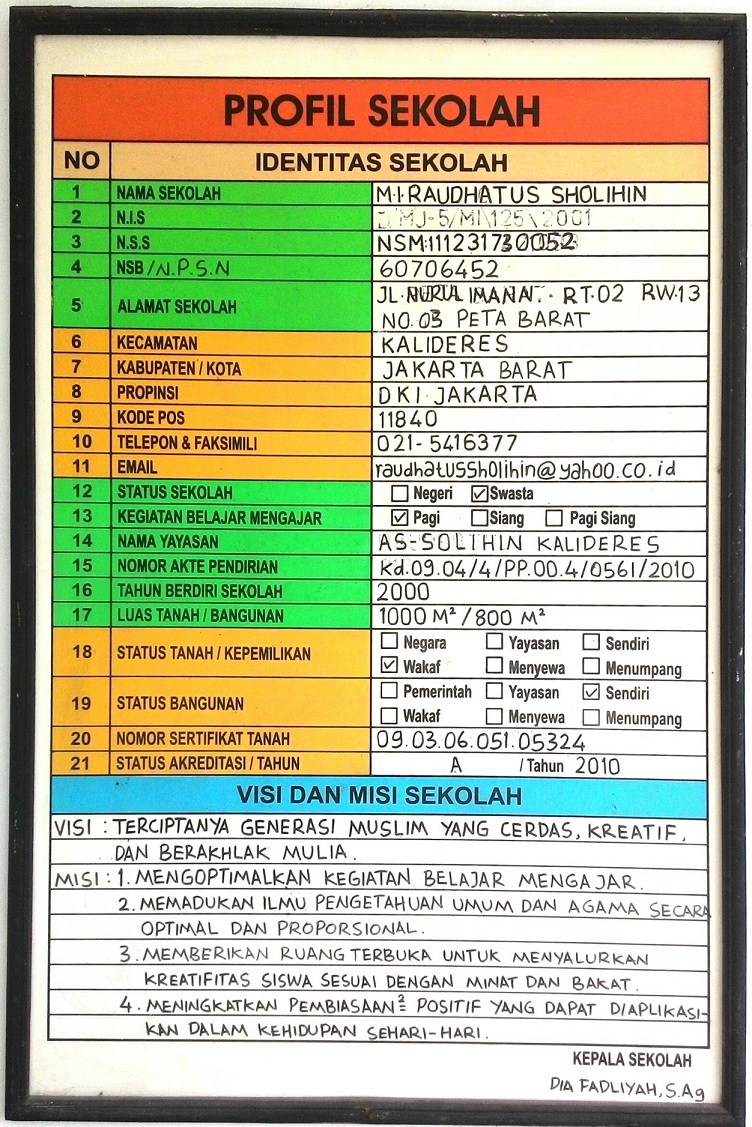 PROFIL SEKOLAH
NO IDENTITAS SEKOLAH
1 NAMA SEKOLAH M.I. RAUDHATUS SHOLIHIN
2 N.I.S /MJ-5/MI\125\2001
3 N.S.S NSM:
4 NSB/N.P.S.N 60706452
5 ALAMAT SEKOLAH JL. NURUL IMAN. RT.02 RW.13
NO. 03 PETA BARAT
6 KECAMATAN KALIDERES
7 KABUPATEN / KOTA JAKARTA BARAT
8 PROPINSI DKI JAKARTA
9 KODE POS 11840
10 TELEPON & FAKSIMILI 021-5416377
11 EMAIL raudhatussholihin@yahoo.co.id
12 STATUS SEKOLAH ☐ Negeri ☑ Swasta
13 KEGIATAN BELAJAR MENGAJAR ☑ Pagi ☐ Siang ☐ Pagi Siang
14 NAMA YAYASAN AS-SOLIHIN KALIDERES
15 NOMOR AKTE PENDIRIAN Kd.09.04/4/PP.00.4/0561/2010
16 TAHUN BERDIRI SEKOLAH 2000
17 LUAS TANAH / BANGUNAN 1000 M² / 800 M²
18 STATUS TANAH / KEPEMILIKAN ☐ Negara ☐ Yayasan ☐ Sendiri
☑ Wakaf ☐ Menyewa ☐ Menumpang
19 STATUS BANGUNAN ☐ Pemerintah ☐ Yayasan ☑ Sendiri
☐ Wakaf ☐ Menyewa ☐ Menumpang
20 NOMOR SERTIFIKAT TANAH 09.03.06.051.05324
21 STATUS AKREDITASI / TAHUN A / Tahun 2010
VISI DAN MISI SEKOLAH
VISI : TERCIPTANYA GENERASI MUSLIM YANG CERDAS, KREATIF,
DAN BERAKHLAK MULIA.
MISI : 1. MENGOPTIMALKAN KEGIATAN BELAJAR MENGAJAR.
2. MEMADUKAN ILMU PENGETAHUAN UMUM DAN AGAMA SECARA
OPTIMAL DAN PROPORSIONAL.
3. MEMBERIKAN RUANG TERBUKA UNTUK MENYALURKAN
KREATIFITAS SISWA SESUAI DENGAN MINAT DAN BAKAT.
4. MENINGKATKAN PEMBIASAAN² POSITIF YANG DAPAT DIAPLIKASI-
KAN DALAM KEHIDUPAN SEHARI-HARI.
KEPALA SEKOLAH
DIA FADLIYAH, S.Ag